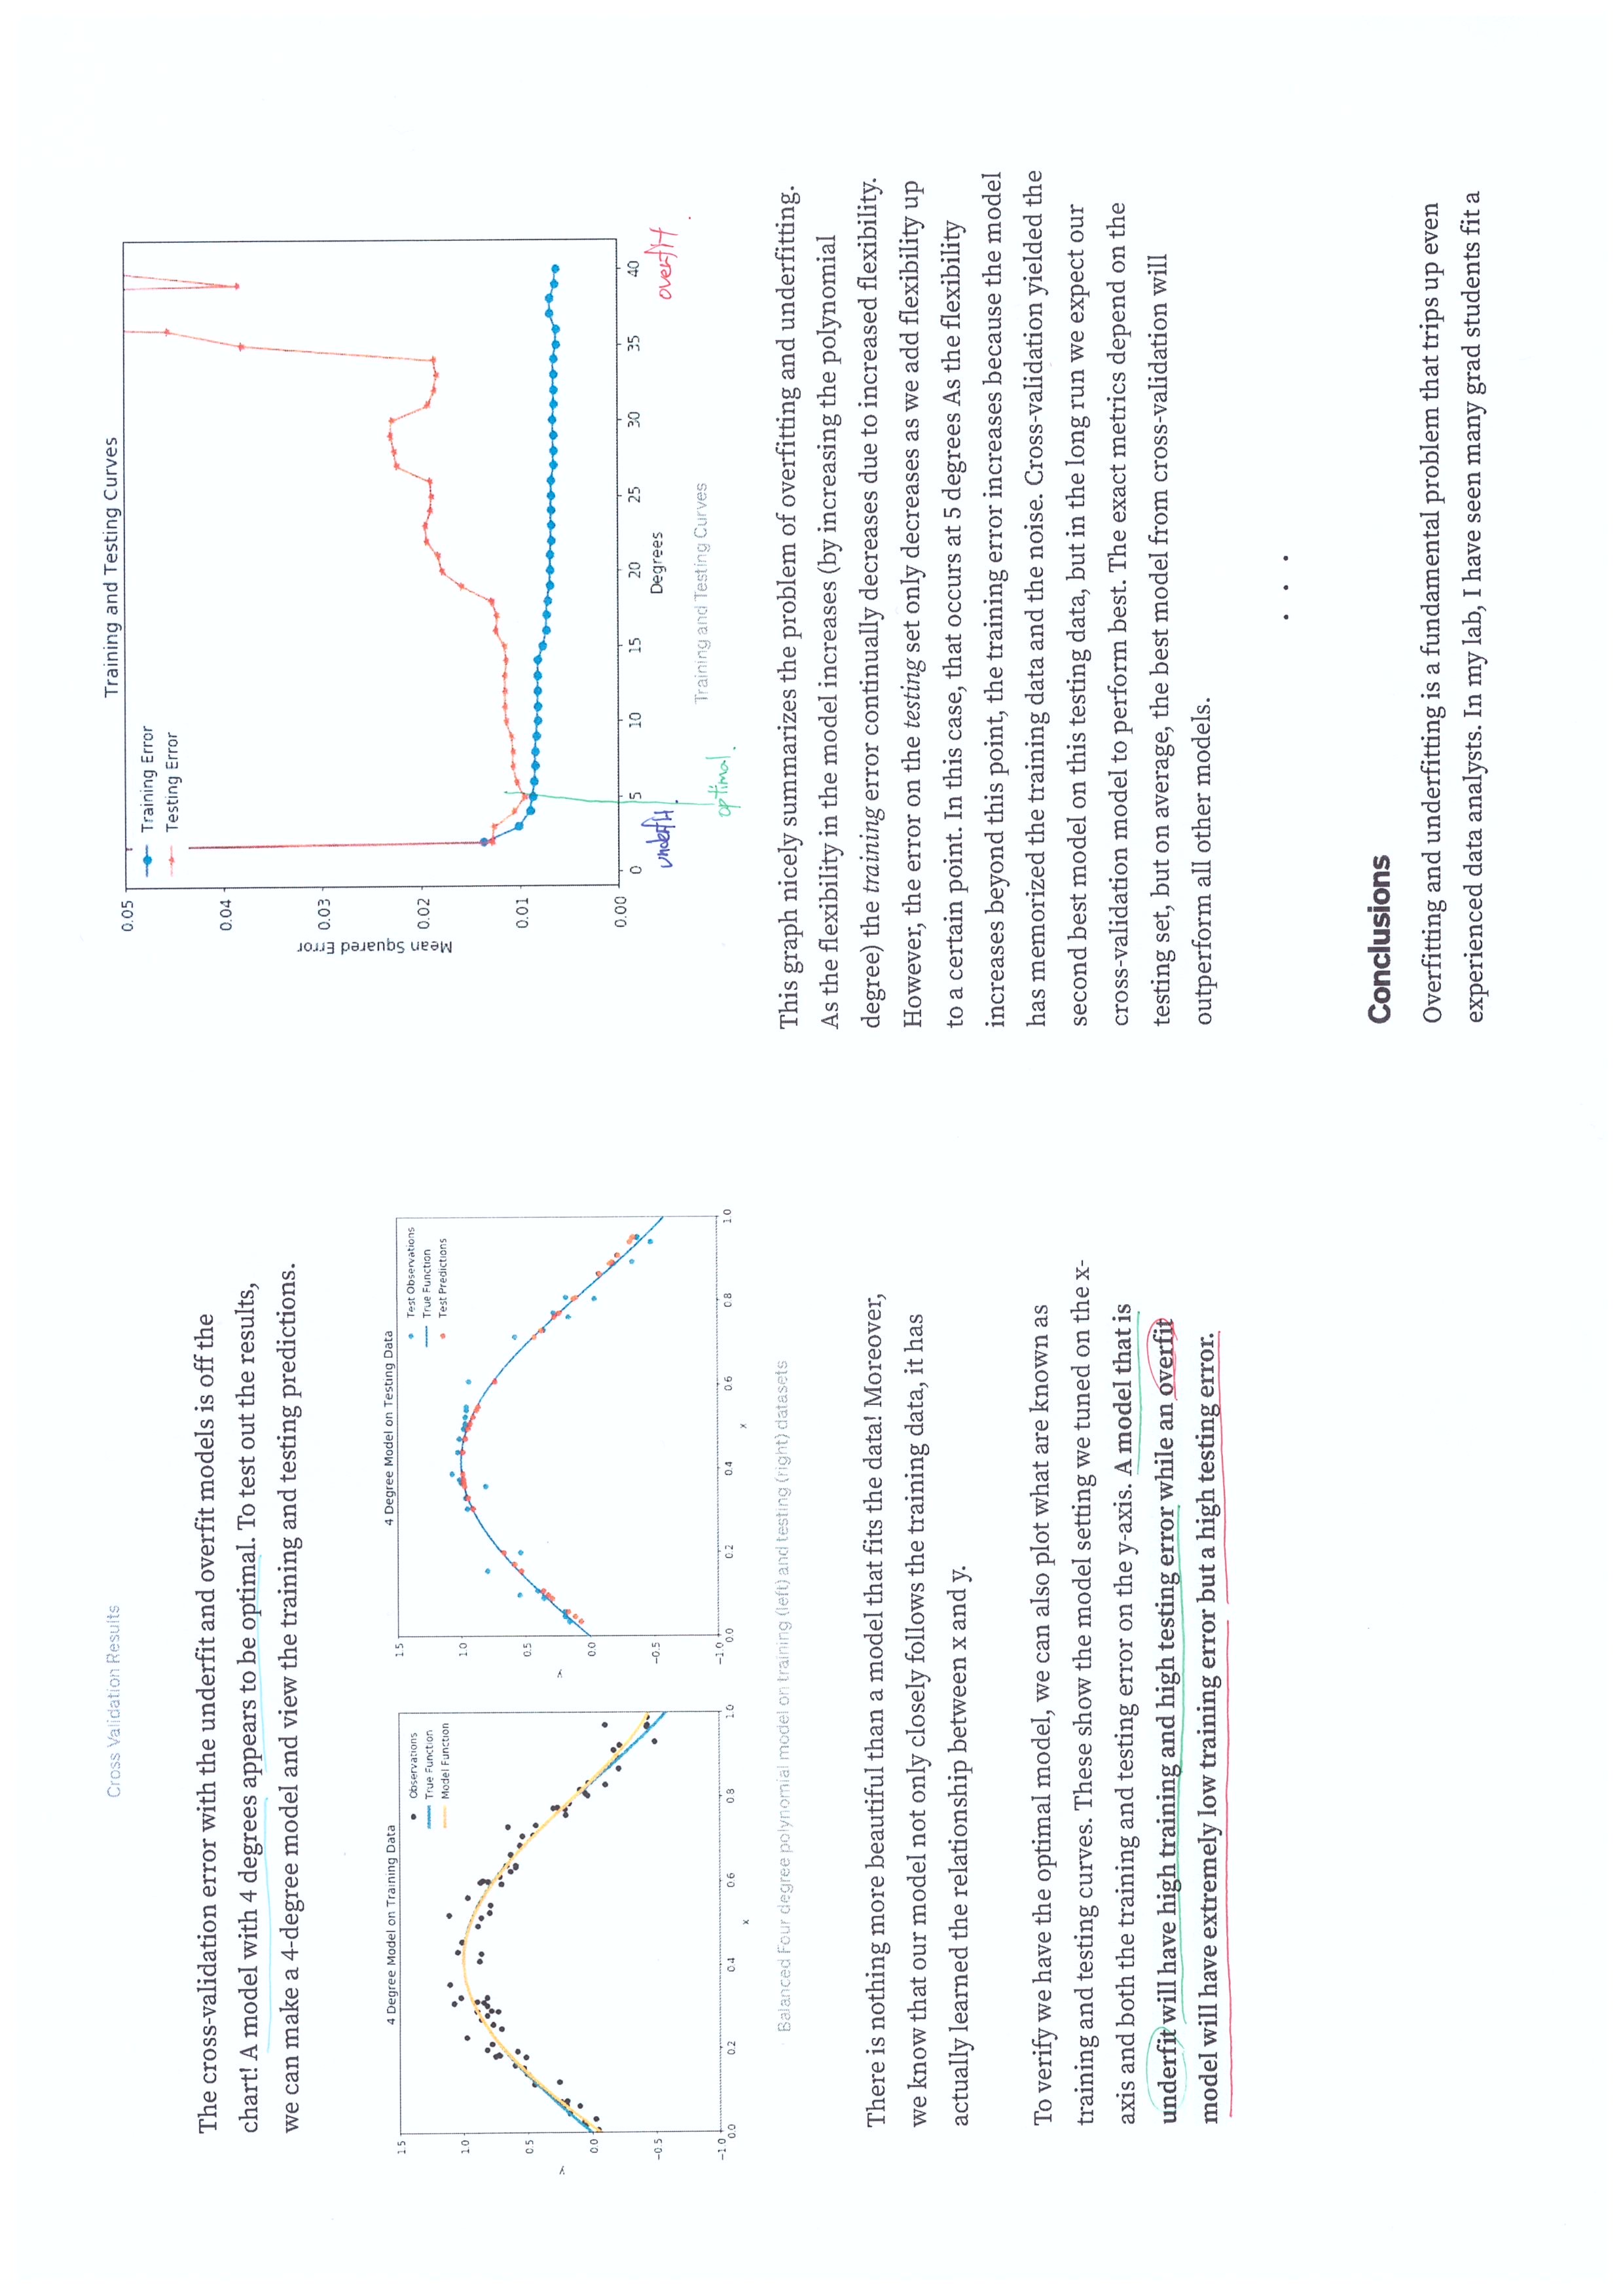 Cross Validation Results
The cross-validation error with the underfit and overfit models is off the
chart! A model with 4 degrees appears to be optimal. To test out the results,
we can make a 4-degree model and view the training and testing predictions.
4 Degree Model on Training Data
1.5
1.0
0.5
0.0
−0.5
−1.0
y
Observations
True Function
Model Function
0.0 0.2 0.4 0.6 0.8 1.0
x
4 Degree Model on Testing Data
1.5
1.0
0.5
0.0
−0.5
−1.0
y
Test Observations
True Function
Test Predictions
0.0 0.2 0.4 0.6 0.8 1.0
x
Balanced Four degree polynomial model on training (left) and testing (right) datasets
There is nothing more beautiful than a model that fits the data! Moreover,
we know that our model not only closely follows the training data, it has
actually learned the relationship between x and y.
To verify we have the optimal model, we can also plot what are known as
training and testing curves. These show the model setting we tuned on the x-
axis and both the training and testing error on the y-axis. A model that is
underfit will have high training and high testing error while an overfit
model will have extremely low training error but a high testing error.
Training and Testing Curves
0.05
0.04
0.03
0.02
0.01
0.00
Mean Squared Error
Training Error
Testing Error
0 5 10 15 20 25 30 35 40
Degrees
underfit.
overfit.
optimal.
Training and Testing Curves
This graph nicely summarizes the problem of overfitting and underfitting.
As the flexibility in the model increases (by increasing the polynomial
degree) the training error continually decreases due to increased flexibility.
However, the error on the testing set only decreases as we add flexibility up
to a certain point. In this case, that occurs at 5 degrees As the flexibility
increases beyond this point, the training error increases because the model
has memorized the training data and the noise. Cross-validation yielded the
second best model on this testing data, but in the long run we expect our
cross-validation model to perform best. The exact metrics depend on the
testing set, but on average, the best model from cross-validation will
outperform all other models.
. . .
Conclusions
Overfitting and underfitting is a fundamental problem that trips up even
experienced data analysts. In my lab, I have seen many grad students fit a